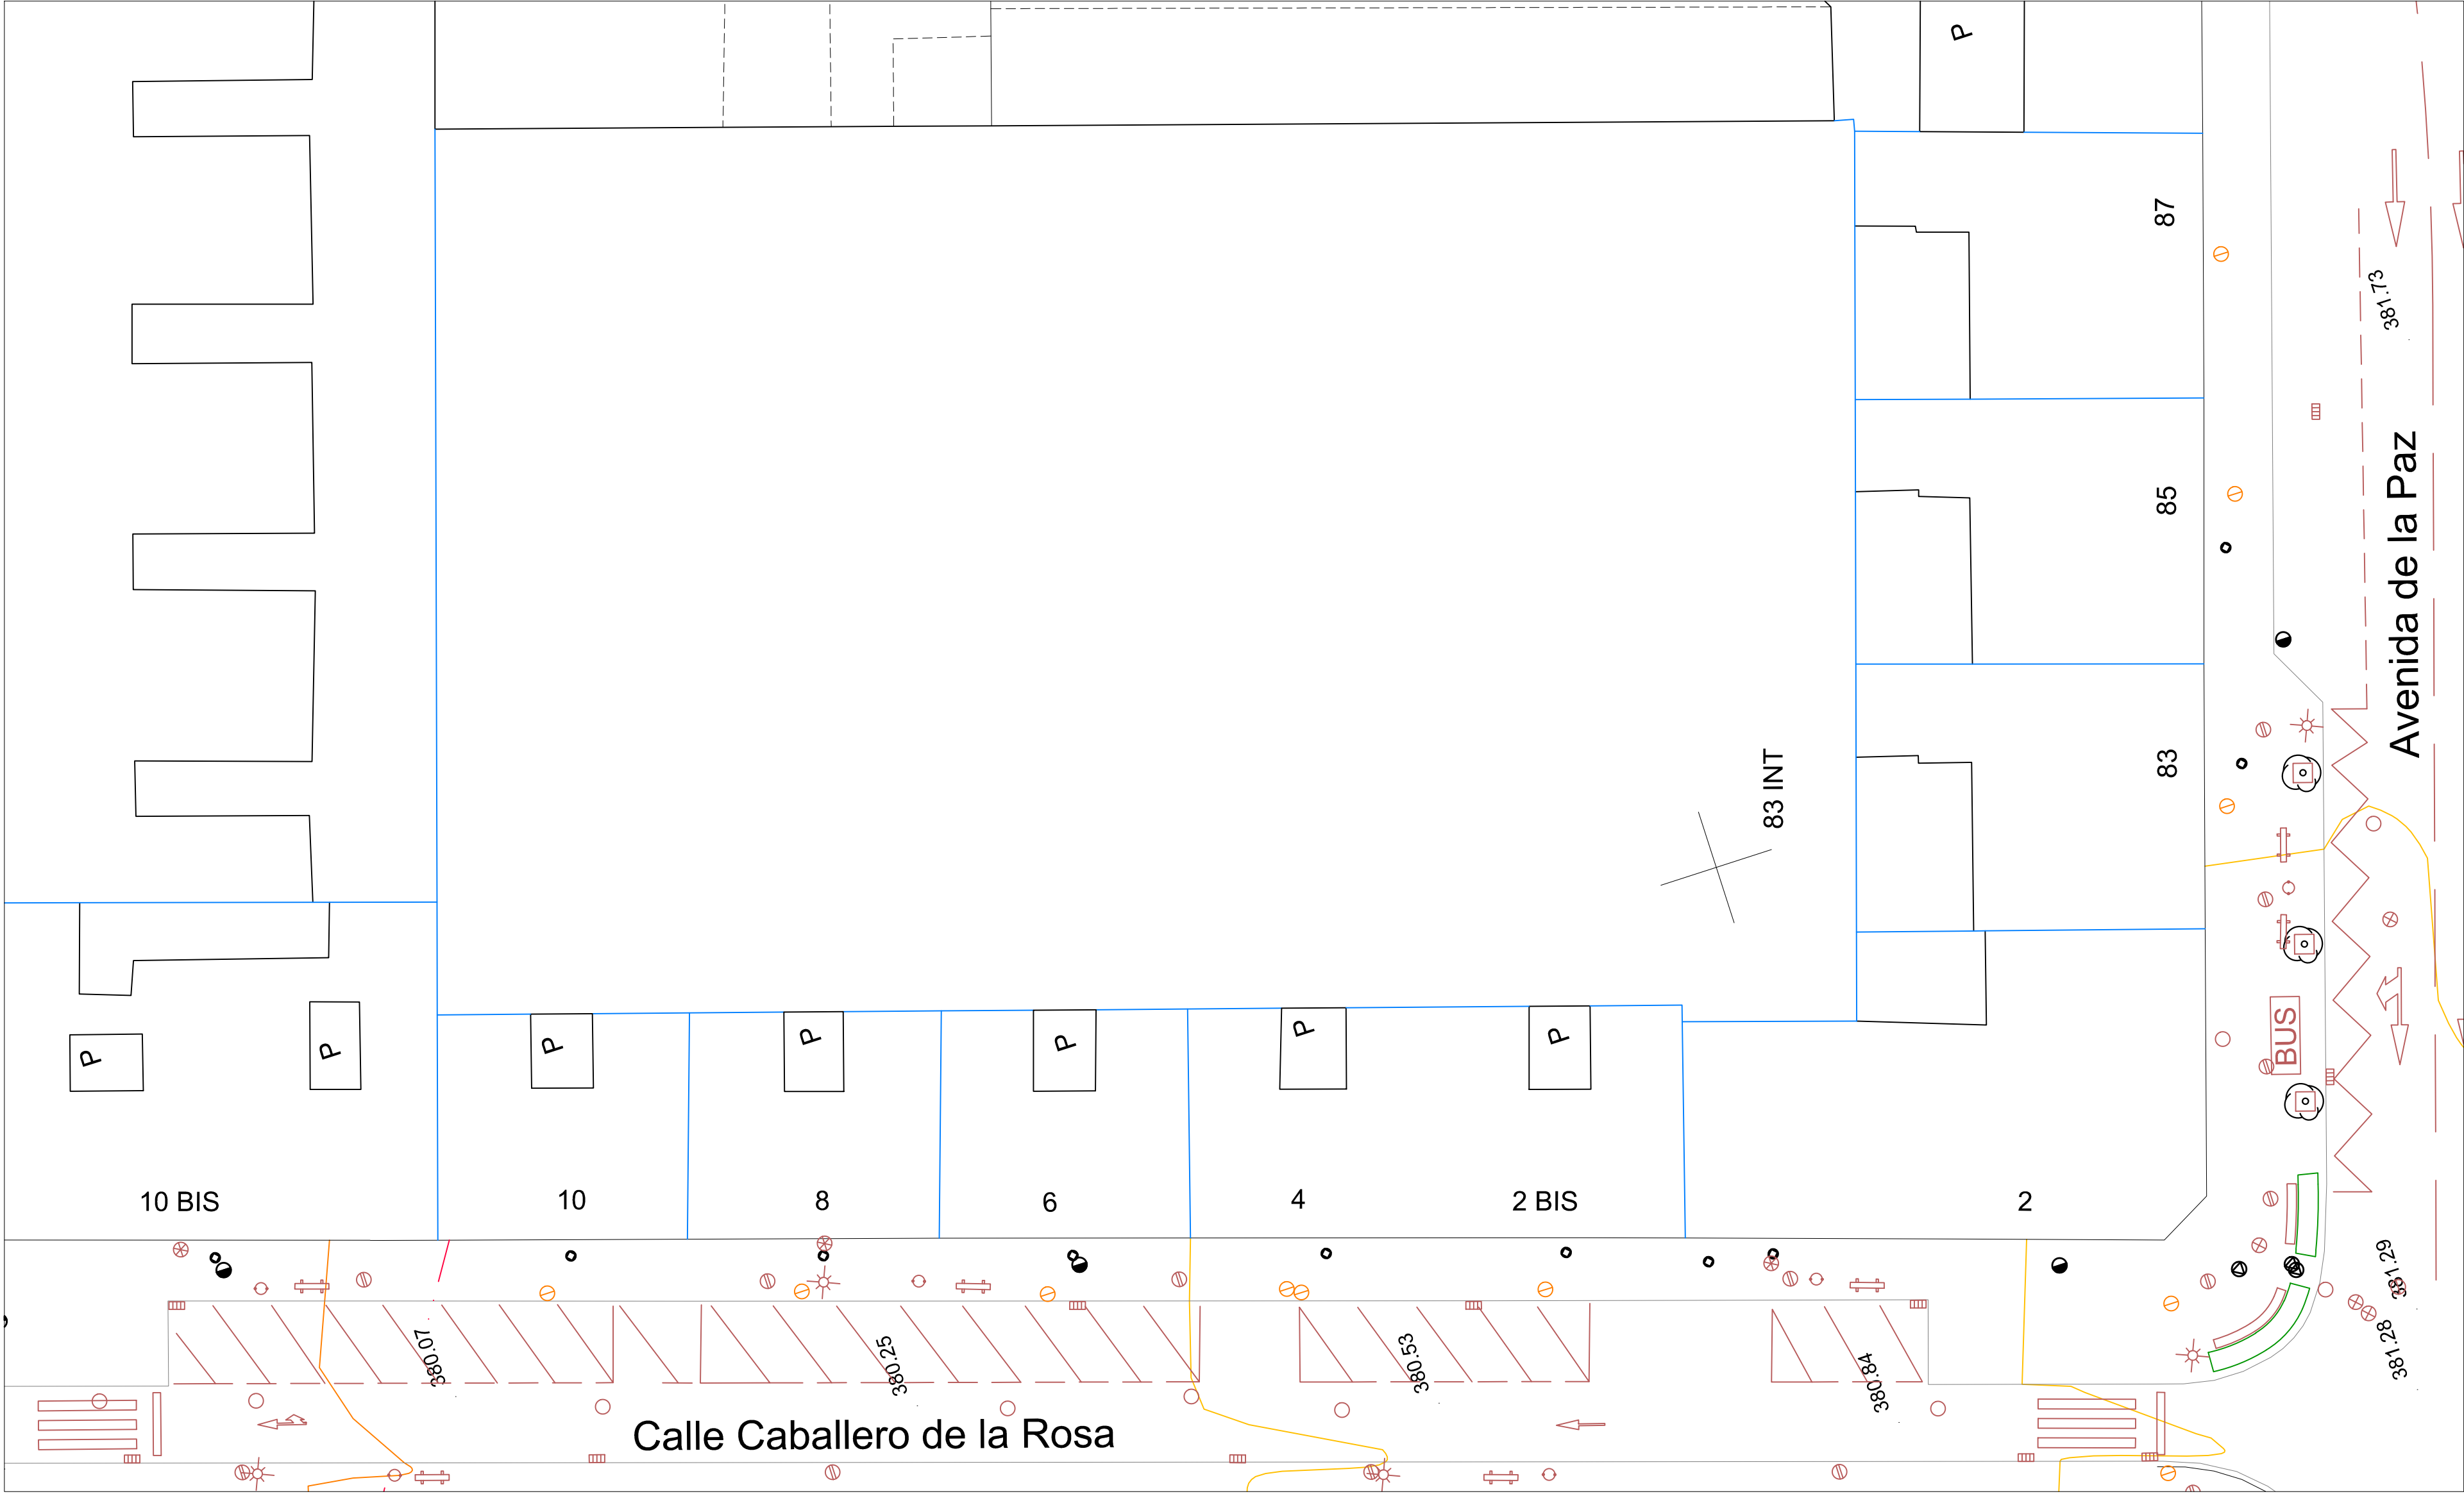 P
87
381.73
85
Avenida de la Paz
83
83 INT
BUS
P
P
P
P
P
P
P
10 BIS
10
8
6
4
2 BIS
2
381.29
381.28
380.07
380.25
380.53
380.84
Calle Caballero de la Rosa